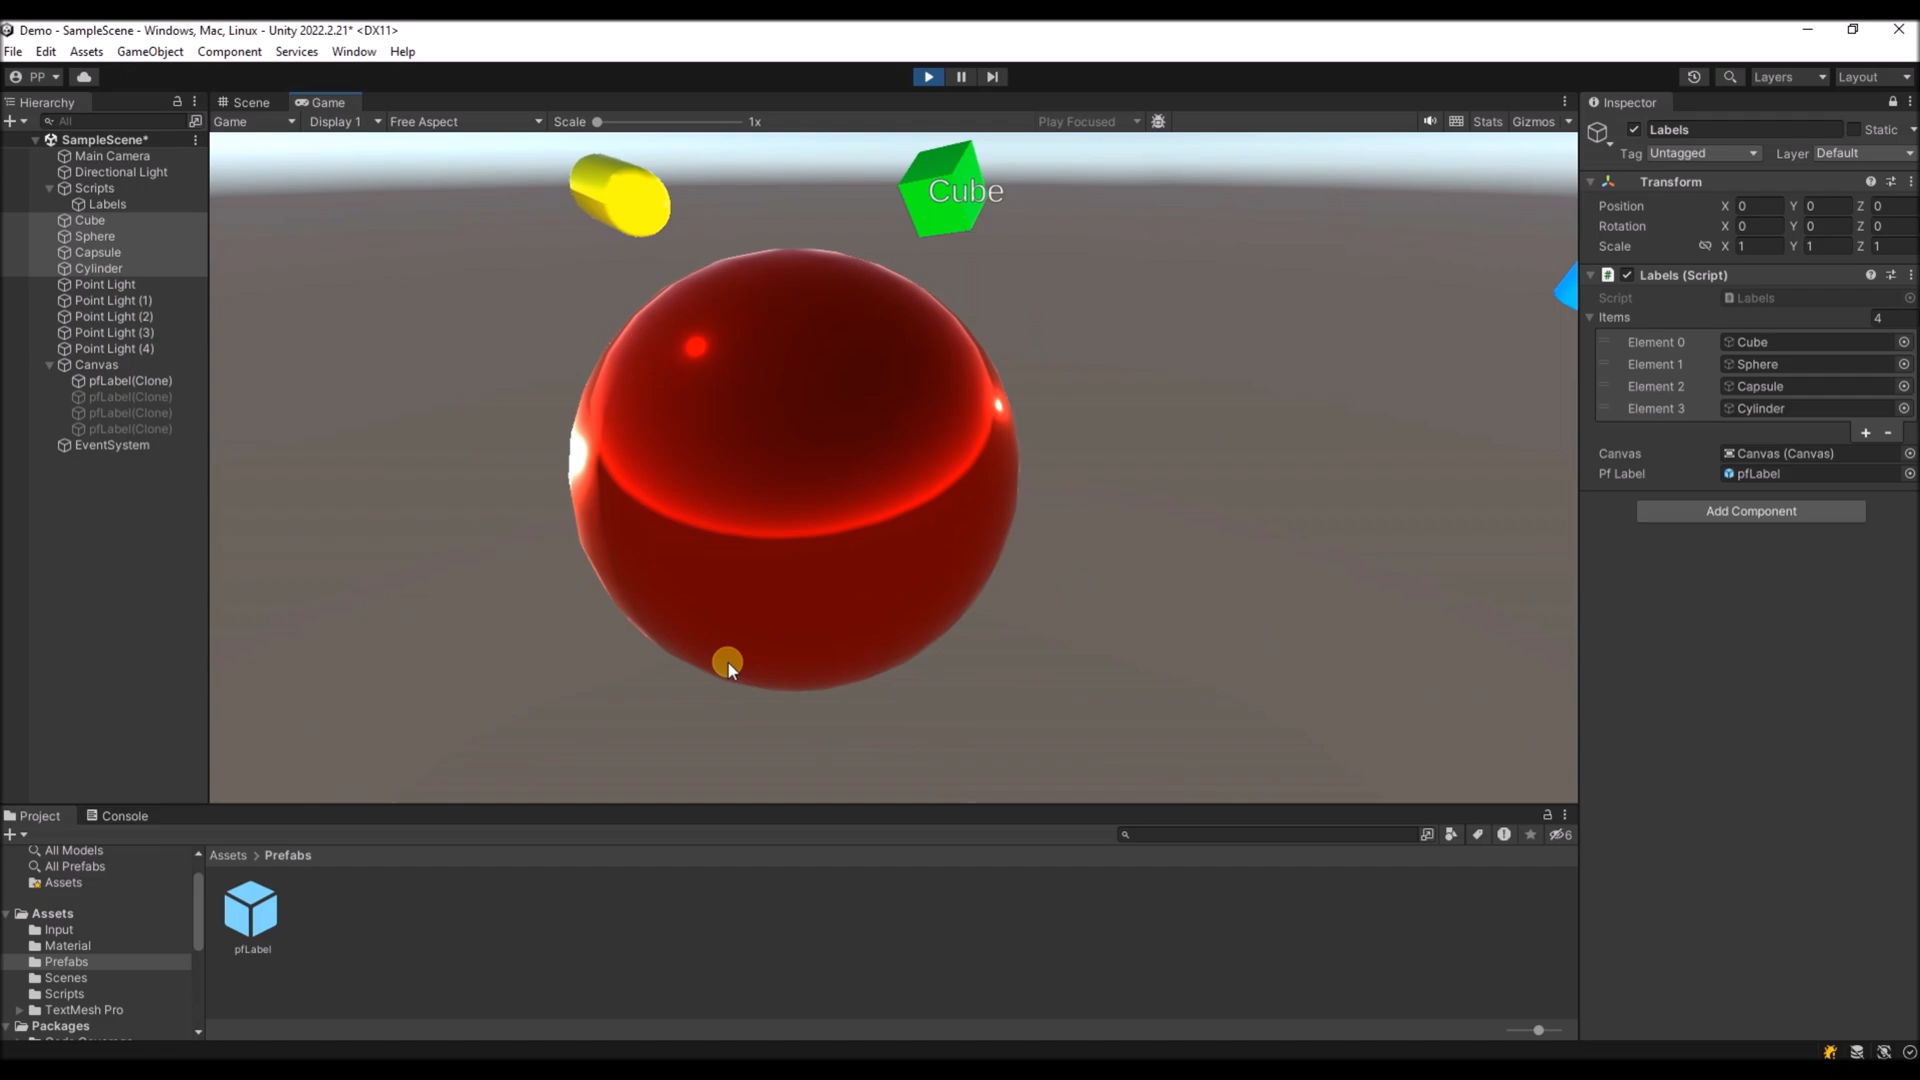 Demo - SampleScene - Windows, Mac, Linux - Unity 2022.2.21* <DX11>
File Edit Assets GameObject Component Services Window Help
PP
Layers Layout
Hierarchy
Scene Game
Inspector
All
Game Display 1 Free Aspect Scale 1x Play Focused Stats Gizmos
Labels Static
Tag Untagged Layer Default
SampleScene*
Main Camera
Directional Light
Scripts
Labels
Cube
Sphere
Capsule
Cylinder
Point Light
Point Light (1)
Point Light (2)
Point Light (3)
Point Light (4)
Canvas
pfLabel(Clone)
pfLabel(Clone)
pfLabel(Clone)
pfLabel(Clone)
EventSystem
Cube
Transform
Position X 0 Y 0 Z 0
Rotation X 0 Y 0 Z 0
Scale X 1 Y 1 Z 1
Labels (Script)
Script Labels
Items 4
Element 0 Cube
Element 1 Sphere
Element 2 Capsule
Element 3 Cylinder
+ -
Canvas Canvas (Canvas)
Pf Label pfLabel
Add Component
Project Console
6
All Models
All Prefabs
Assets
Assets
Input
Material
Prefabs
Scenes
Scripts
TextMesh Pro
Packages
Assets > Prefabs
pfLabel